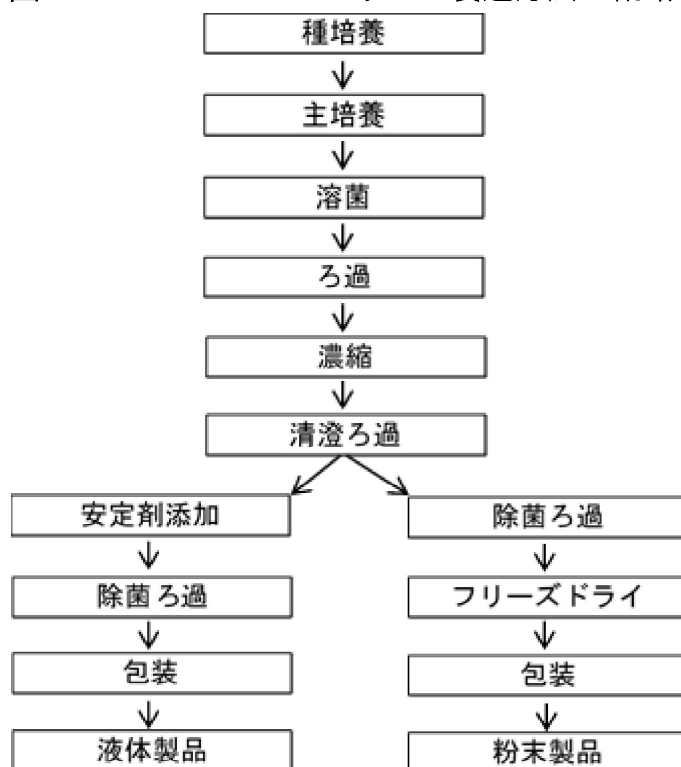 種培養
主培養
溶菌
ろ過
濃縮
清澄ろ過
安定剤添加
除菌ろ過
包装
液体製品
除菌ろ過
フリーズドライ
包装
粉末製品